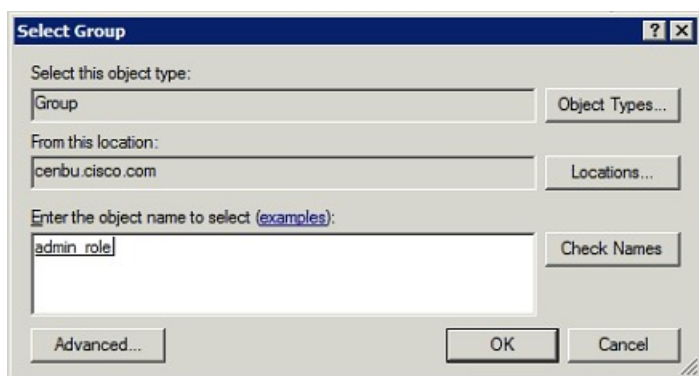 Select Group
Select this object type:
Group
Object Types...
From this location:
cenbu.cisco.com
Locations...
Enter the object name to select (examples):
admin_role
Check Names
Advanced...
OK
Cancel